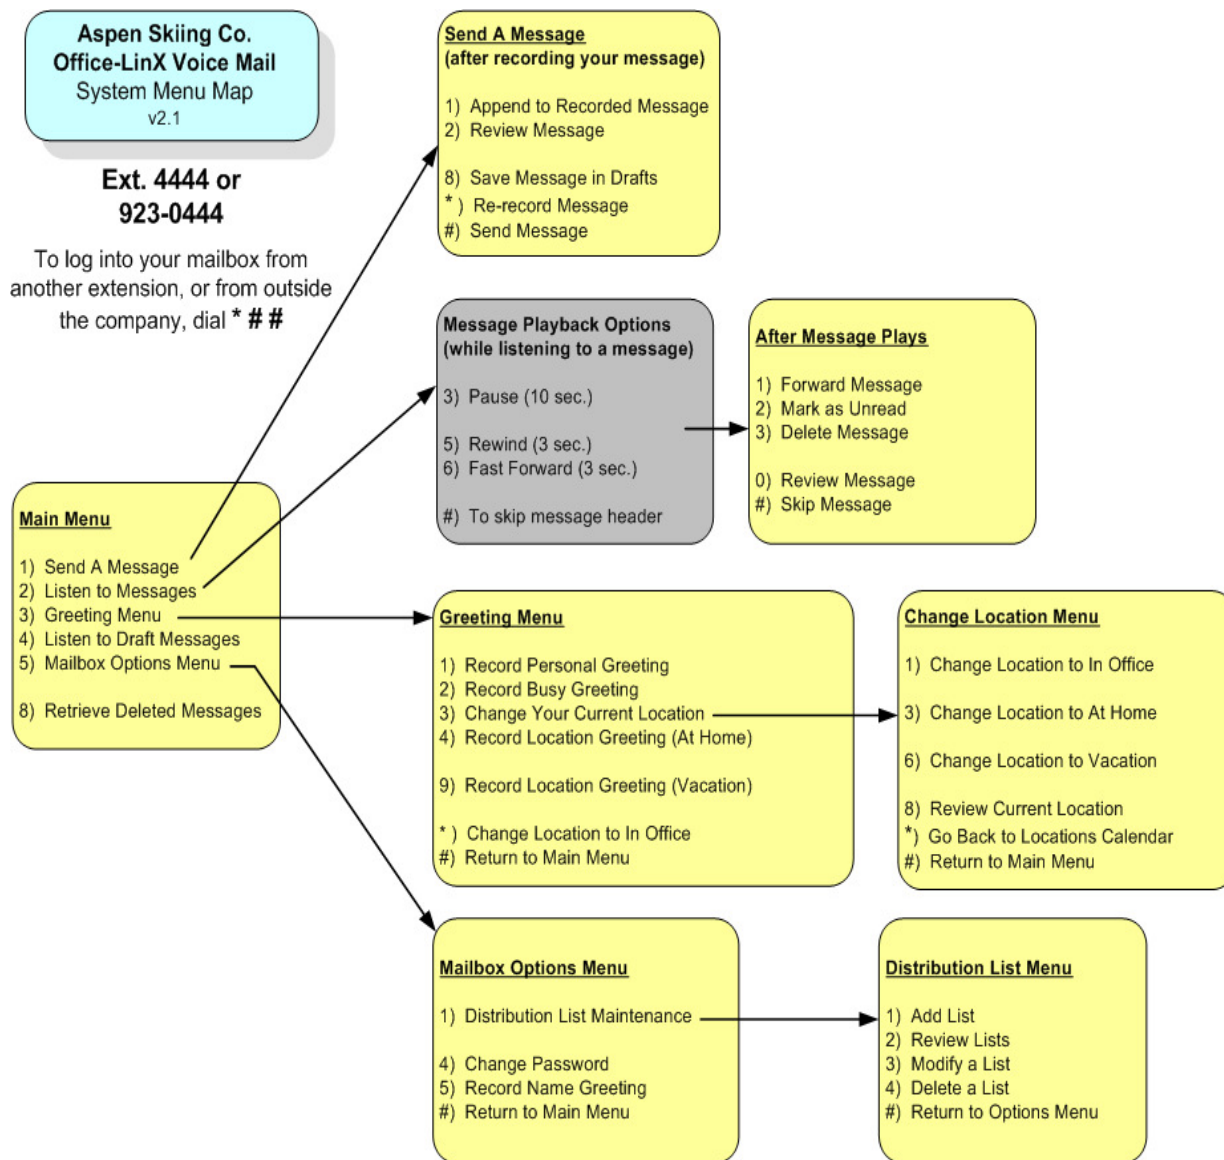 Aspen Skiing Co.
Office-LinX Voice Mail
System Menu Map
v2.1
Ext. 4444 or
923-0444
To log into your mailbox from
another extension, or from outside
the company, dial * # #
Send A Message
(after recording your message)
1) Append to Recorded Message
2) Review Message
8) Save Message in Drafts
* ) Re-record Message
#) Send Message
Message Playback Options
(while listening to a message)
3) Pause (10 sec.)
5) Rewind (3 sec.)
6) Fast Forward (3 sec.)
#) To skip message header
After Message Plays
1) Forward Message
2) Mark as Unread
3) Delete Message
0) Review Message
#) Skip Message
Main Menu
1) Send A Message
2) Listen to Messages
3) Greeting Menu
4) Listen to Draft Messages
5) Mailbox Options Menu
8) Retrieve Deleted Messages
Greeting Menu
1) Record Personal Greeting
2) Record Busy Greeting
3) Change Your Current Location
4) Record Location Greeting (At Home)
9) Record Location Greeting (Vacation)
* ) Change Location to In Office
#) Return to Main Menu
Change Location Menu
1) Change Location to In Office
3) Change Location to At Home
6) Change Location to Vacation
8) Review Current Location
*) Go Back to Locations Calendar
#) Return to Main Menu
Mailbox Options Menu
1) Distribution List Maintenance
4) Change Password
5) Record Name Greeting
#) Return to Main Menu
Distribution List Menu
1) Add List
2) Review Lists
3) Modify a List
4) Delete a List
#) Return to Options Menu